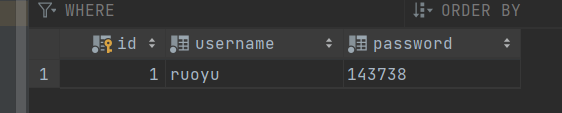 WHERE ORDER BY
id username password
1 1 ruoyu 143738